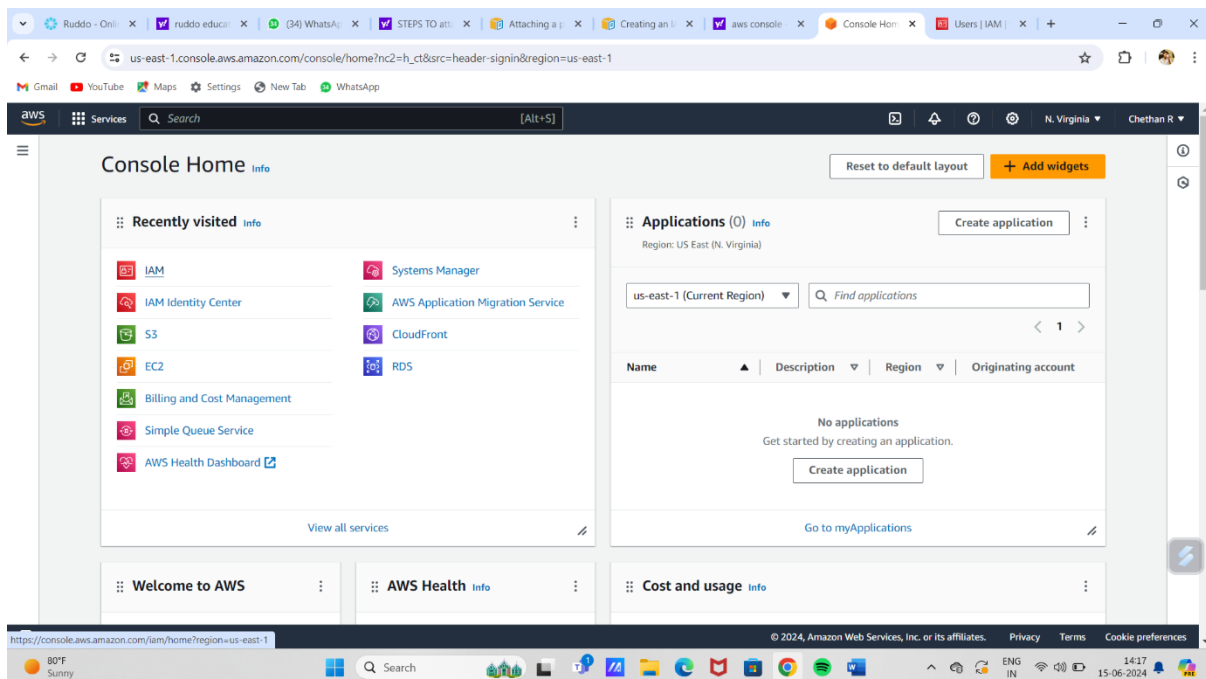 Ruddo - Onli
ruddo educat
(34) WhatsAp
STEPS TO att
Attaching a p
Creating an I
aws console -
Console Hom
Users | IAM |
us-east-1.console.aws.amazon.com/console/home?nc2=h_ct&src=header-signin&region=us-east-1
Gmail YouTube Maps Settings New Tab WhatsApp
aws Services Search [Alt+S] N. Virginia Chethan R
Console Home Info
Reset to default layout
+ Add widgets
Recently visited Info
IAM
IAM Identity Center
S3
EC2
Billing and Cost Management
Simple Queue Service
AWS Health Dashboard
Systems Manager
AWS Application Migration Service
CloudFront
RDS
View all services
Applications (0) Info
Create application
Region: US East (N. Virginia)
us-east-1 (Current Region)
Find applications
1
Name Description Region Originating account
No applications
Get started by creating an application.
Create application
Go to myApplications
Welcome to AWS
AWS Health Info
Cost and usage Info
https://console.aws.amazon.com/iam/home?region=us-east-1
© 2024, Amazon Web Services, Inc. or its affiliates. Privacy Terms Cookie preferences
80°F
Sunny
Search
ENG
IN
14:17
15-06-2024